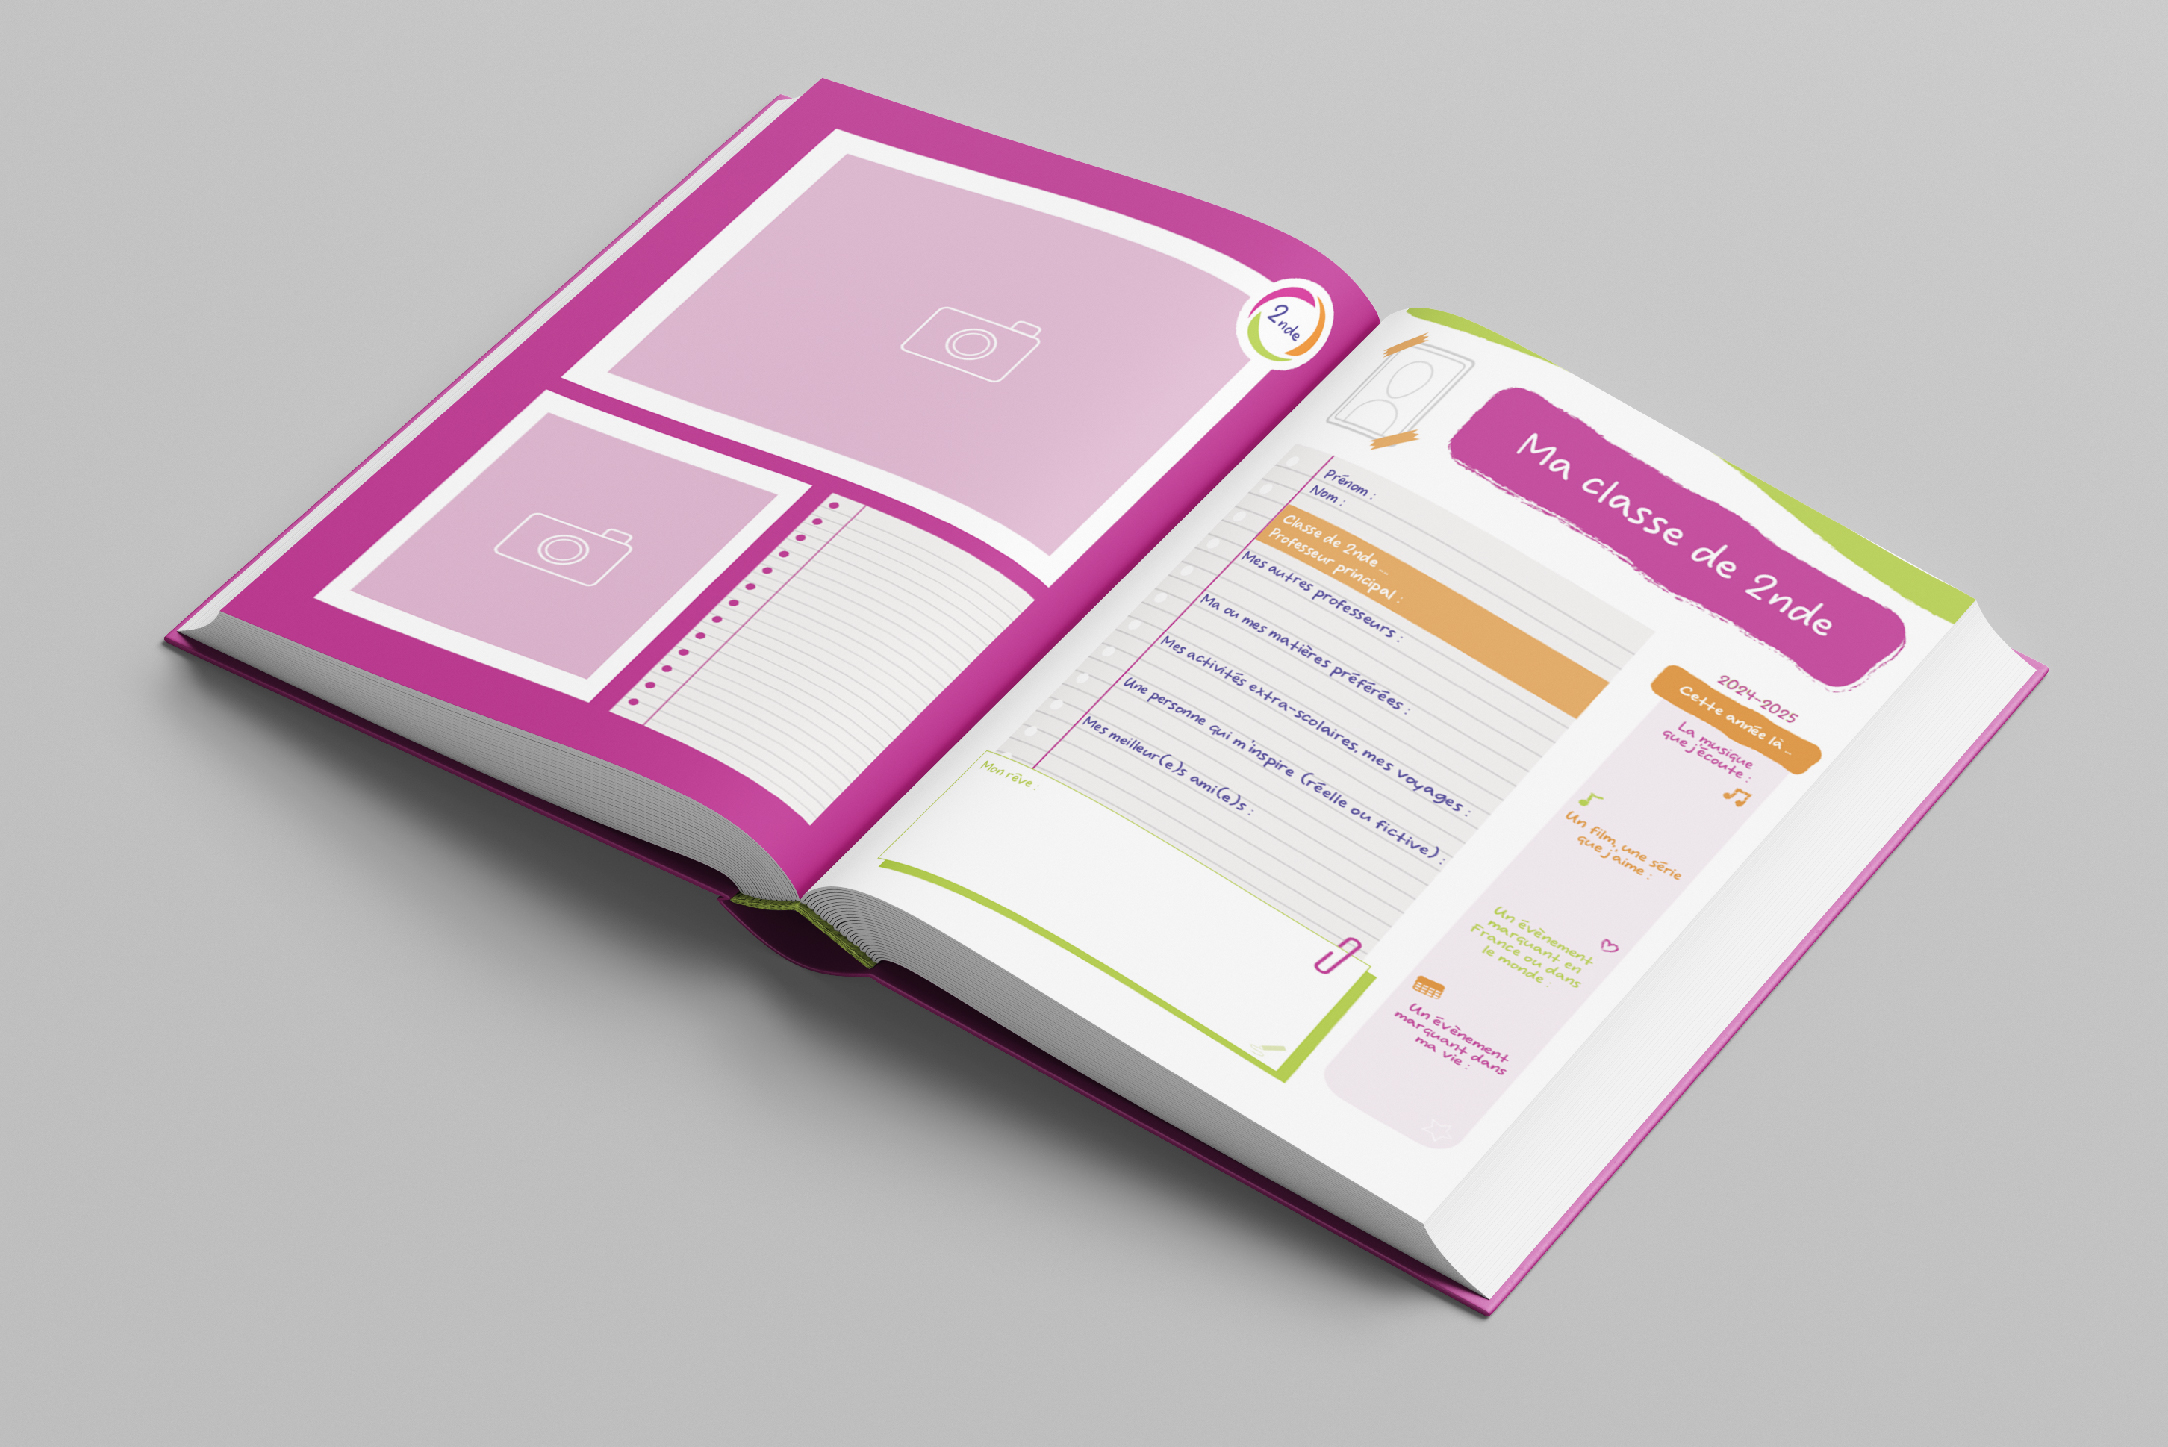 2nde
Ma classe de 2nde
Prénom :
Nom :
Classe de 2nde ...
Professeur principal :
Mes autres professeurs :
Ma ou mes matières préférées :
Mes activités extra-scolaires, mes voyages :
Une personne qui m'inspire (réelle ou fictive) :
Mes meilleur(e)s ami(e)s :
Mon rêve :
2024-2025
Cette année là ...
La musique
que j'écoute :
Un film, une série
que j'aime :
Un évènement
marquant en
France ou dans
le monde :
Un évènement
marquant dans
ma vie :